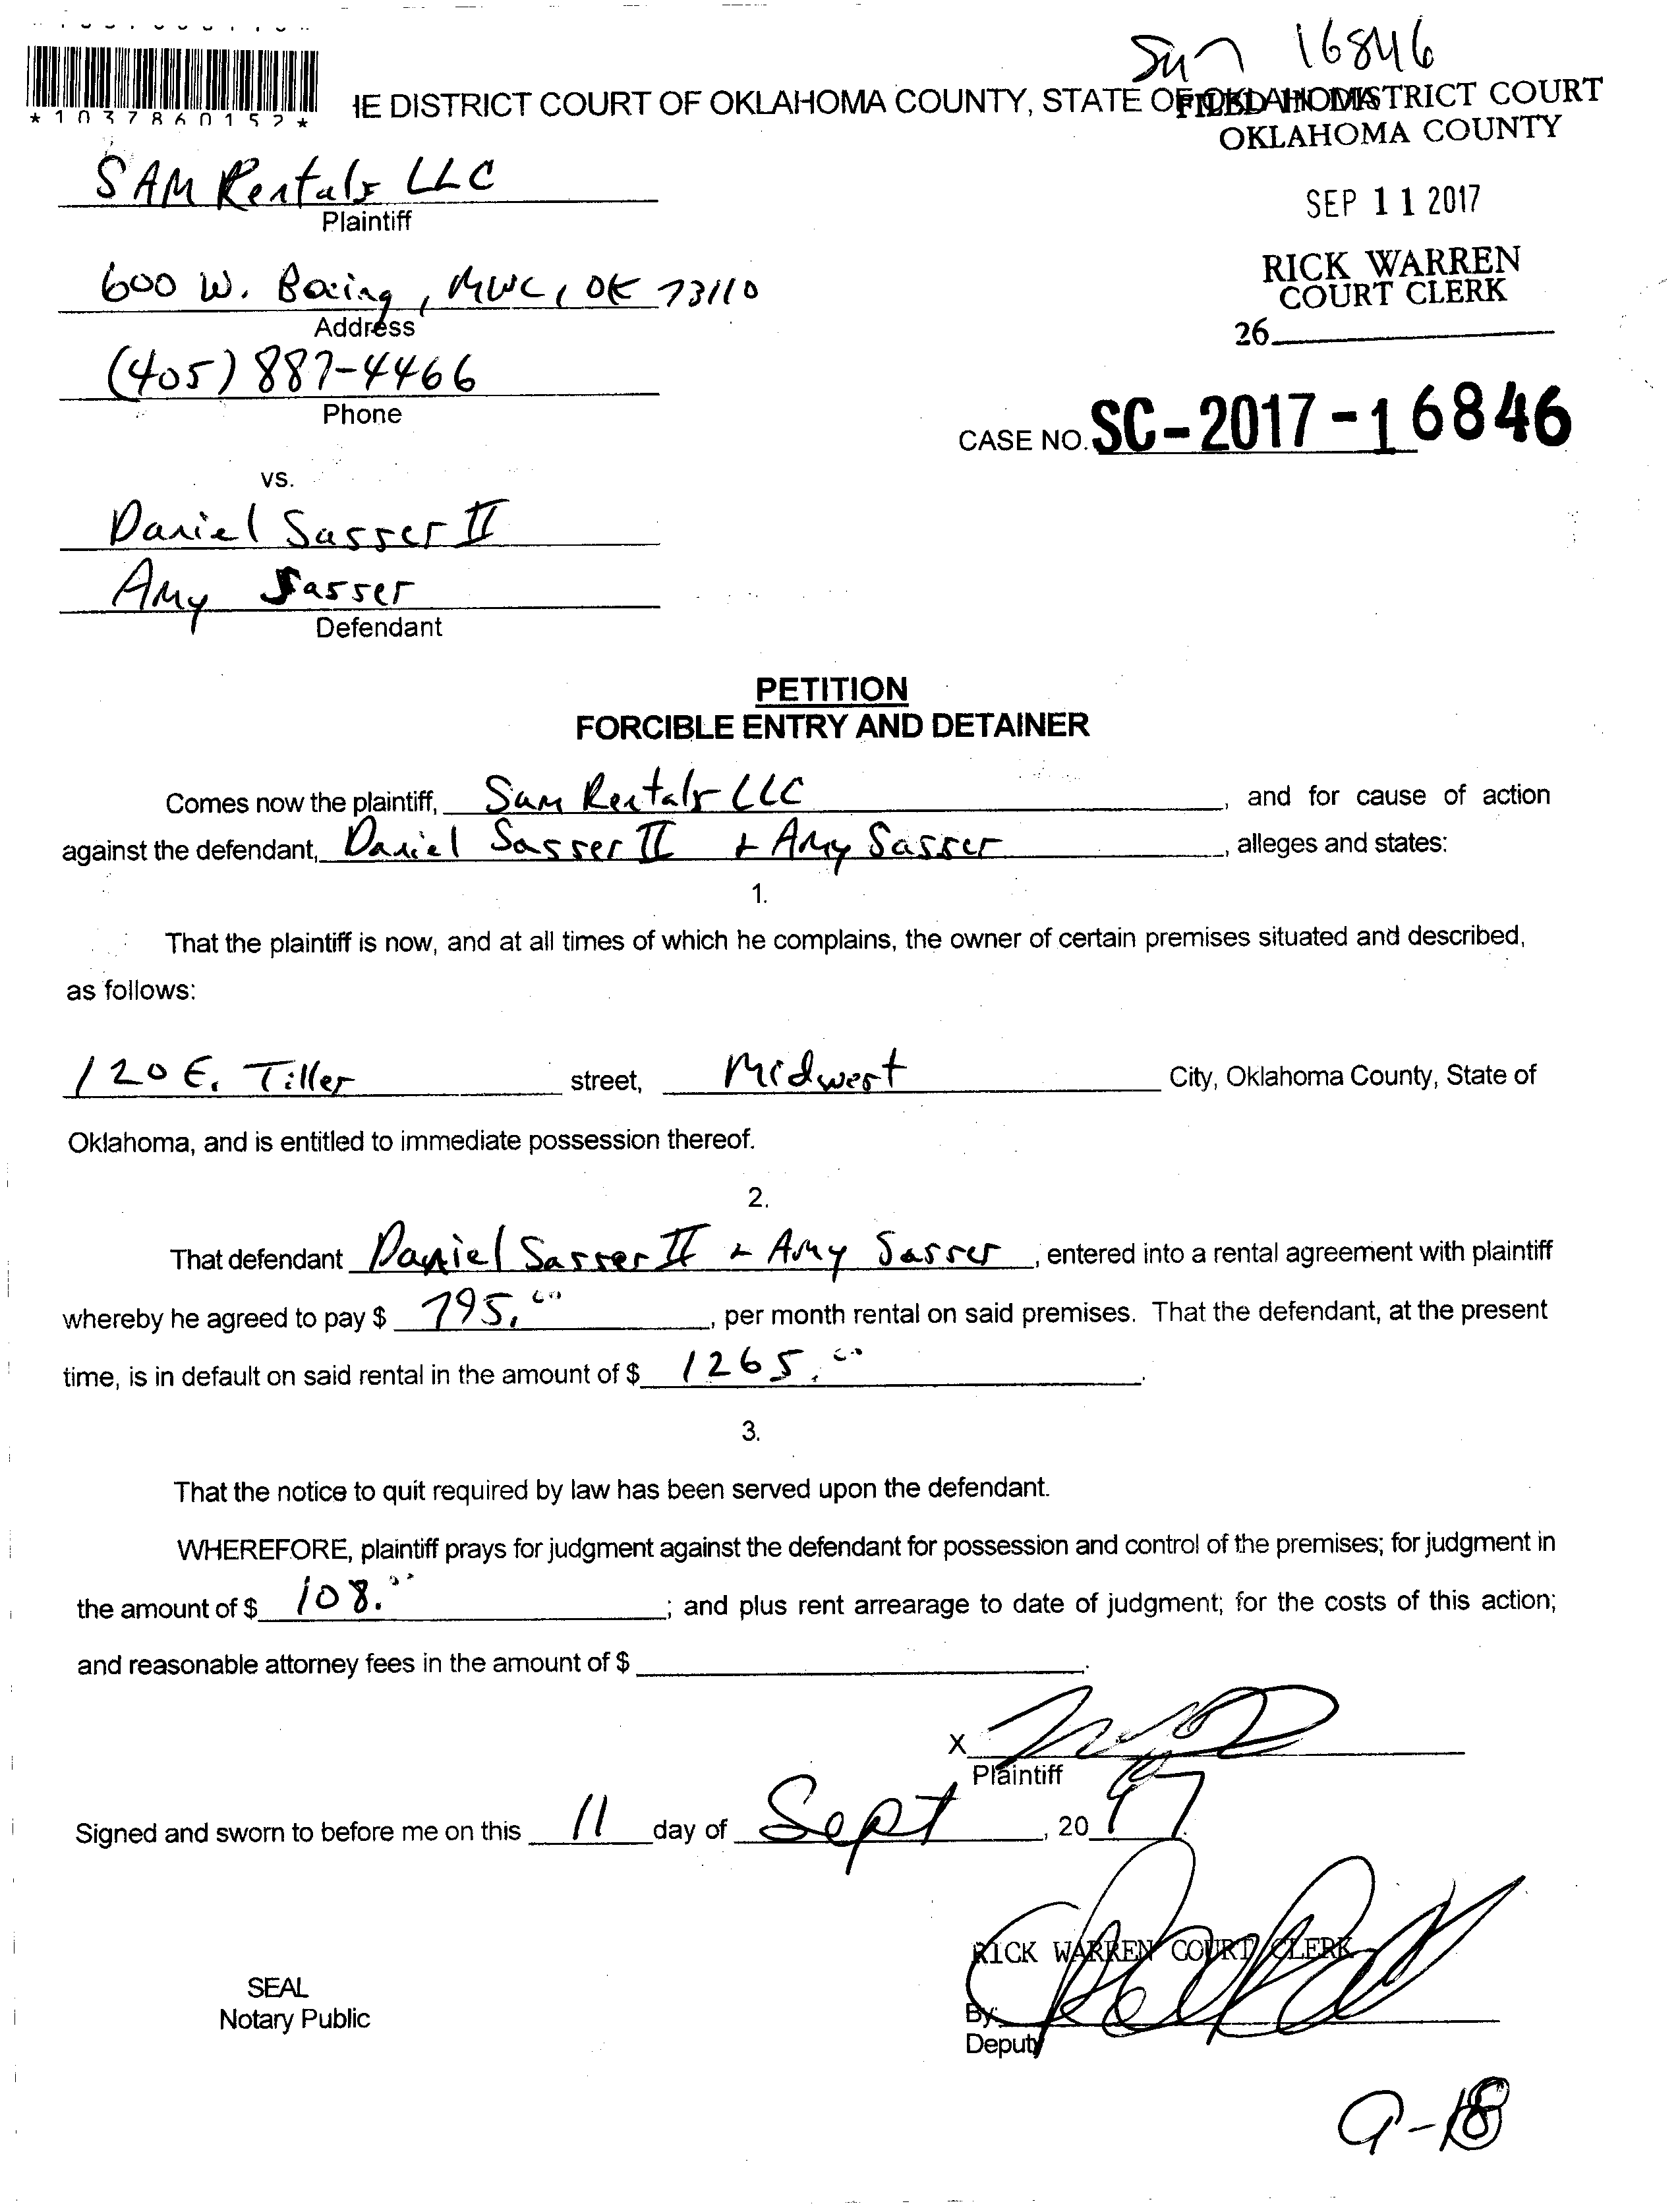 Sun 16846
*1037860152*
IE DISTRICT COURT OF OKLAHOMA COUNTY, STATE OF OKLAHOMA
FILED IN DISTRICT COURT
OKLAHOMA COUNTY
SAM Rentals LLC
Plaintiff
SEP 11 2017
600 W. Boeing, MWC, OK 73110
Address
RICK WARREN
COURT CLERK
26
(405) 887-4466
Phone
CASE NO. SC-2017-16846
vs.
Daniel Sasser II
Amy Sasser
Defendant
PETITION
FORCIBLE ENTRY AND DETAINER
Comes now the plaintiff, Sam Rentals LLC, and for cause of action
against the defendant, Daniel Sasser II + Amy Sasser, alleges and states:
1.
That the plaintiff is now, and at all times of which he complains, the owner of certain premises situated and described,
as follows:
120 E. Tiller street, Midwest City, Oklahoma County, State of
Oklahoma, and is entitled to immediate possession thereof.
2.
That defendant Daniel Sasser II + Amy Sasser, entered into a rental agreement with plaintiff
whereby he agreed to pay $ 795.00, per month rental on said premises. That the defendant, at the present
time, is in default on said rental in the amount of $ 1265.00.
3.
That the notice to quit required by law has been served upon the defendant.
WHEREFORE, plaintiff prays for judgment against the defendant for possession and control of the premises; for judgment in
the amount of $ 108.00; and plus rent arrearage to date of judgment; for the costs of this action;
and reasonable attorney fees in the amount of $ .
X
Plaintiff
Signed and sworn to before me on this 11 day of Sept, 2017.
RICK WARREN COURT CLERK
SEAL
Notary Public
By:
Deputy
9-18